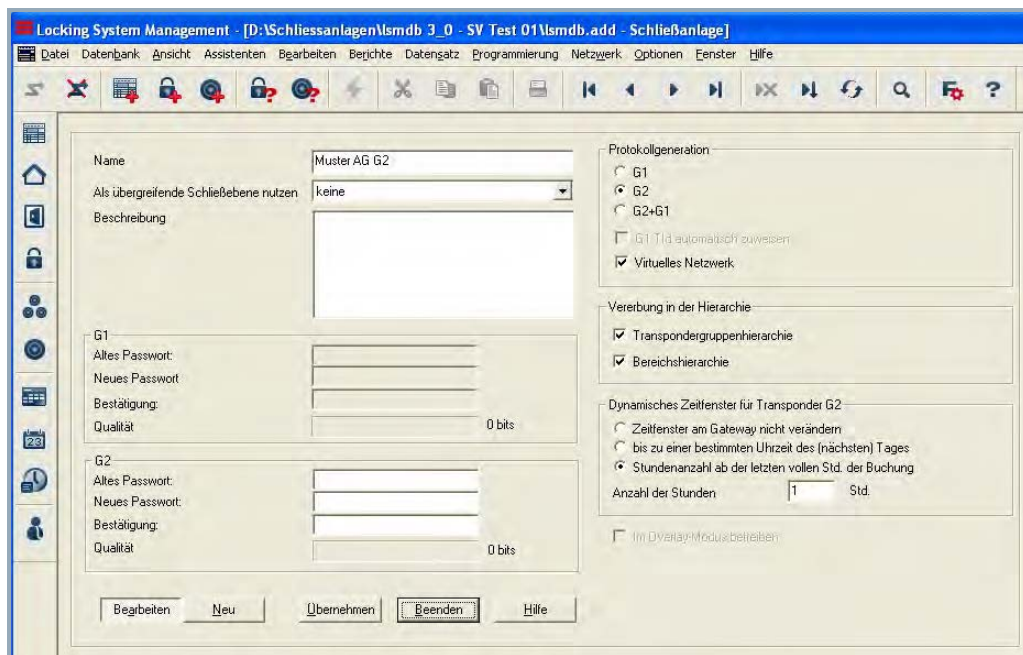 Locking System Management - [D:\Schliessanlagen\lsmdb 3_0 - SV Test 01\lsmdb.add - Schließanlage]
Datei Datenbank Ansicht Assistenten Bearbeiten Berichte Datensatz Programmierung Netzwerk Optionen Fenster Hilfe
Name Muster AG G2
Als übergreifende Schließebene nutzen keine
Beschreibung
G1
Altes Passwort:
Neues Passwort
Bestätigung:
Qualität 0 bits
G2
Altes Passwort:
Neues Passwort:
Bestätigung:
Qualität 0 bits
Bearbeiten Neu Übernehmen Beenden Hilfe
Protokollgeneration
G1
G2
G2+G1
G1 TId automatisch zuweisen
Virtuelles Netzwerk
Vererbung in der Hierarchie
Transpondergruppenhierarchie
Bereichshierarchie
Dynamisches Zeitfenster für Transponder G2
Zeitfenster am Gateway nicht verändern
bis zu einer bestimmten Uhrzeit des (nächsten) Tages
Stundenanzahl ab der letzten vollen Std. der Buchung
Anzahl der Stunden 1 Std.
Im Overlay-Modus betreiben
23